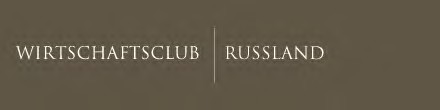 WIRTSCHAFTSCLUB | RUSSLAND